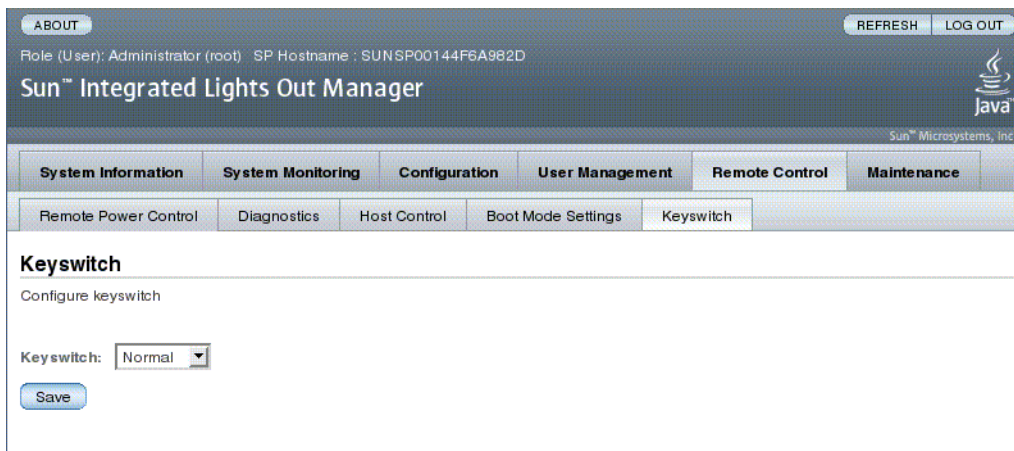 ABOUT REFRESH LOG OUT
Role (User): Administrator (root) SP Hostname : SUNSP00144F6A982D
Sun™ Integrated Lights Out Manager
Java™
Sun™ Microsystems, Inc
System Information System Monitoring Configuration User Management Remote Control Maintenance
Remote Power Control Diagnostics Host Control Boot Mode Settings Keyswitch
Keyswitch
Configure keyswitch
Keyswitch: Normal
Save